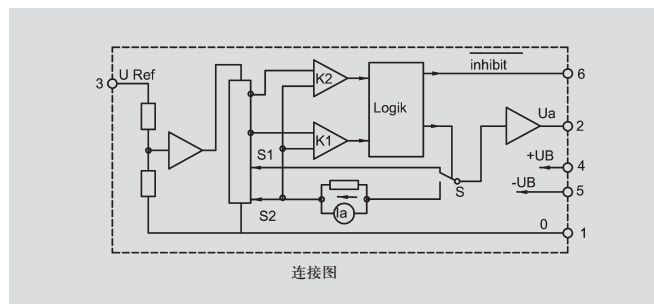 3 U Ref
K2
inhibit
6
Logik
Ua
2
K1
+UB
4
S1
S
-UB
5
S2
Ia
0
1
连接图